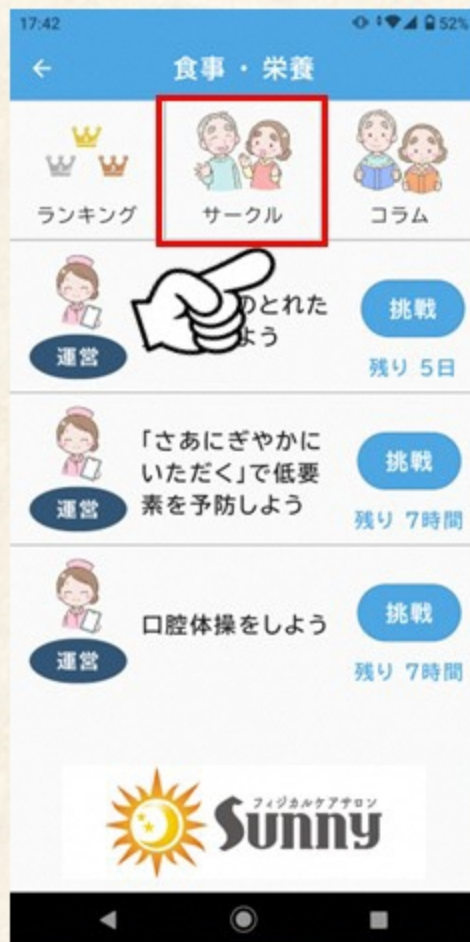 17:42
52%
食事・栄養
ランキング
サークル
コラム
のとれた
よう
運営
挑戦
残り 5日
「さあにぎやかに
いただく」で低要
素を予防しよう
運営
挑戦
残り 7時間
口腔体操をしよう
運営
挑戦
残り 7時間
フィジカルケアサロン
Sunny